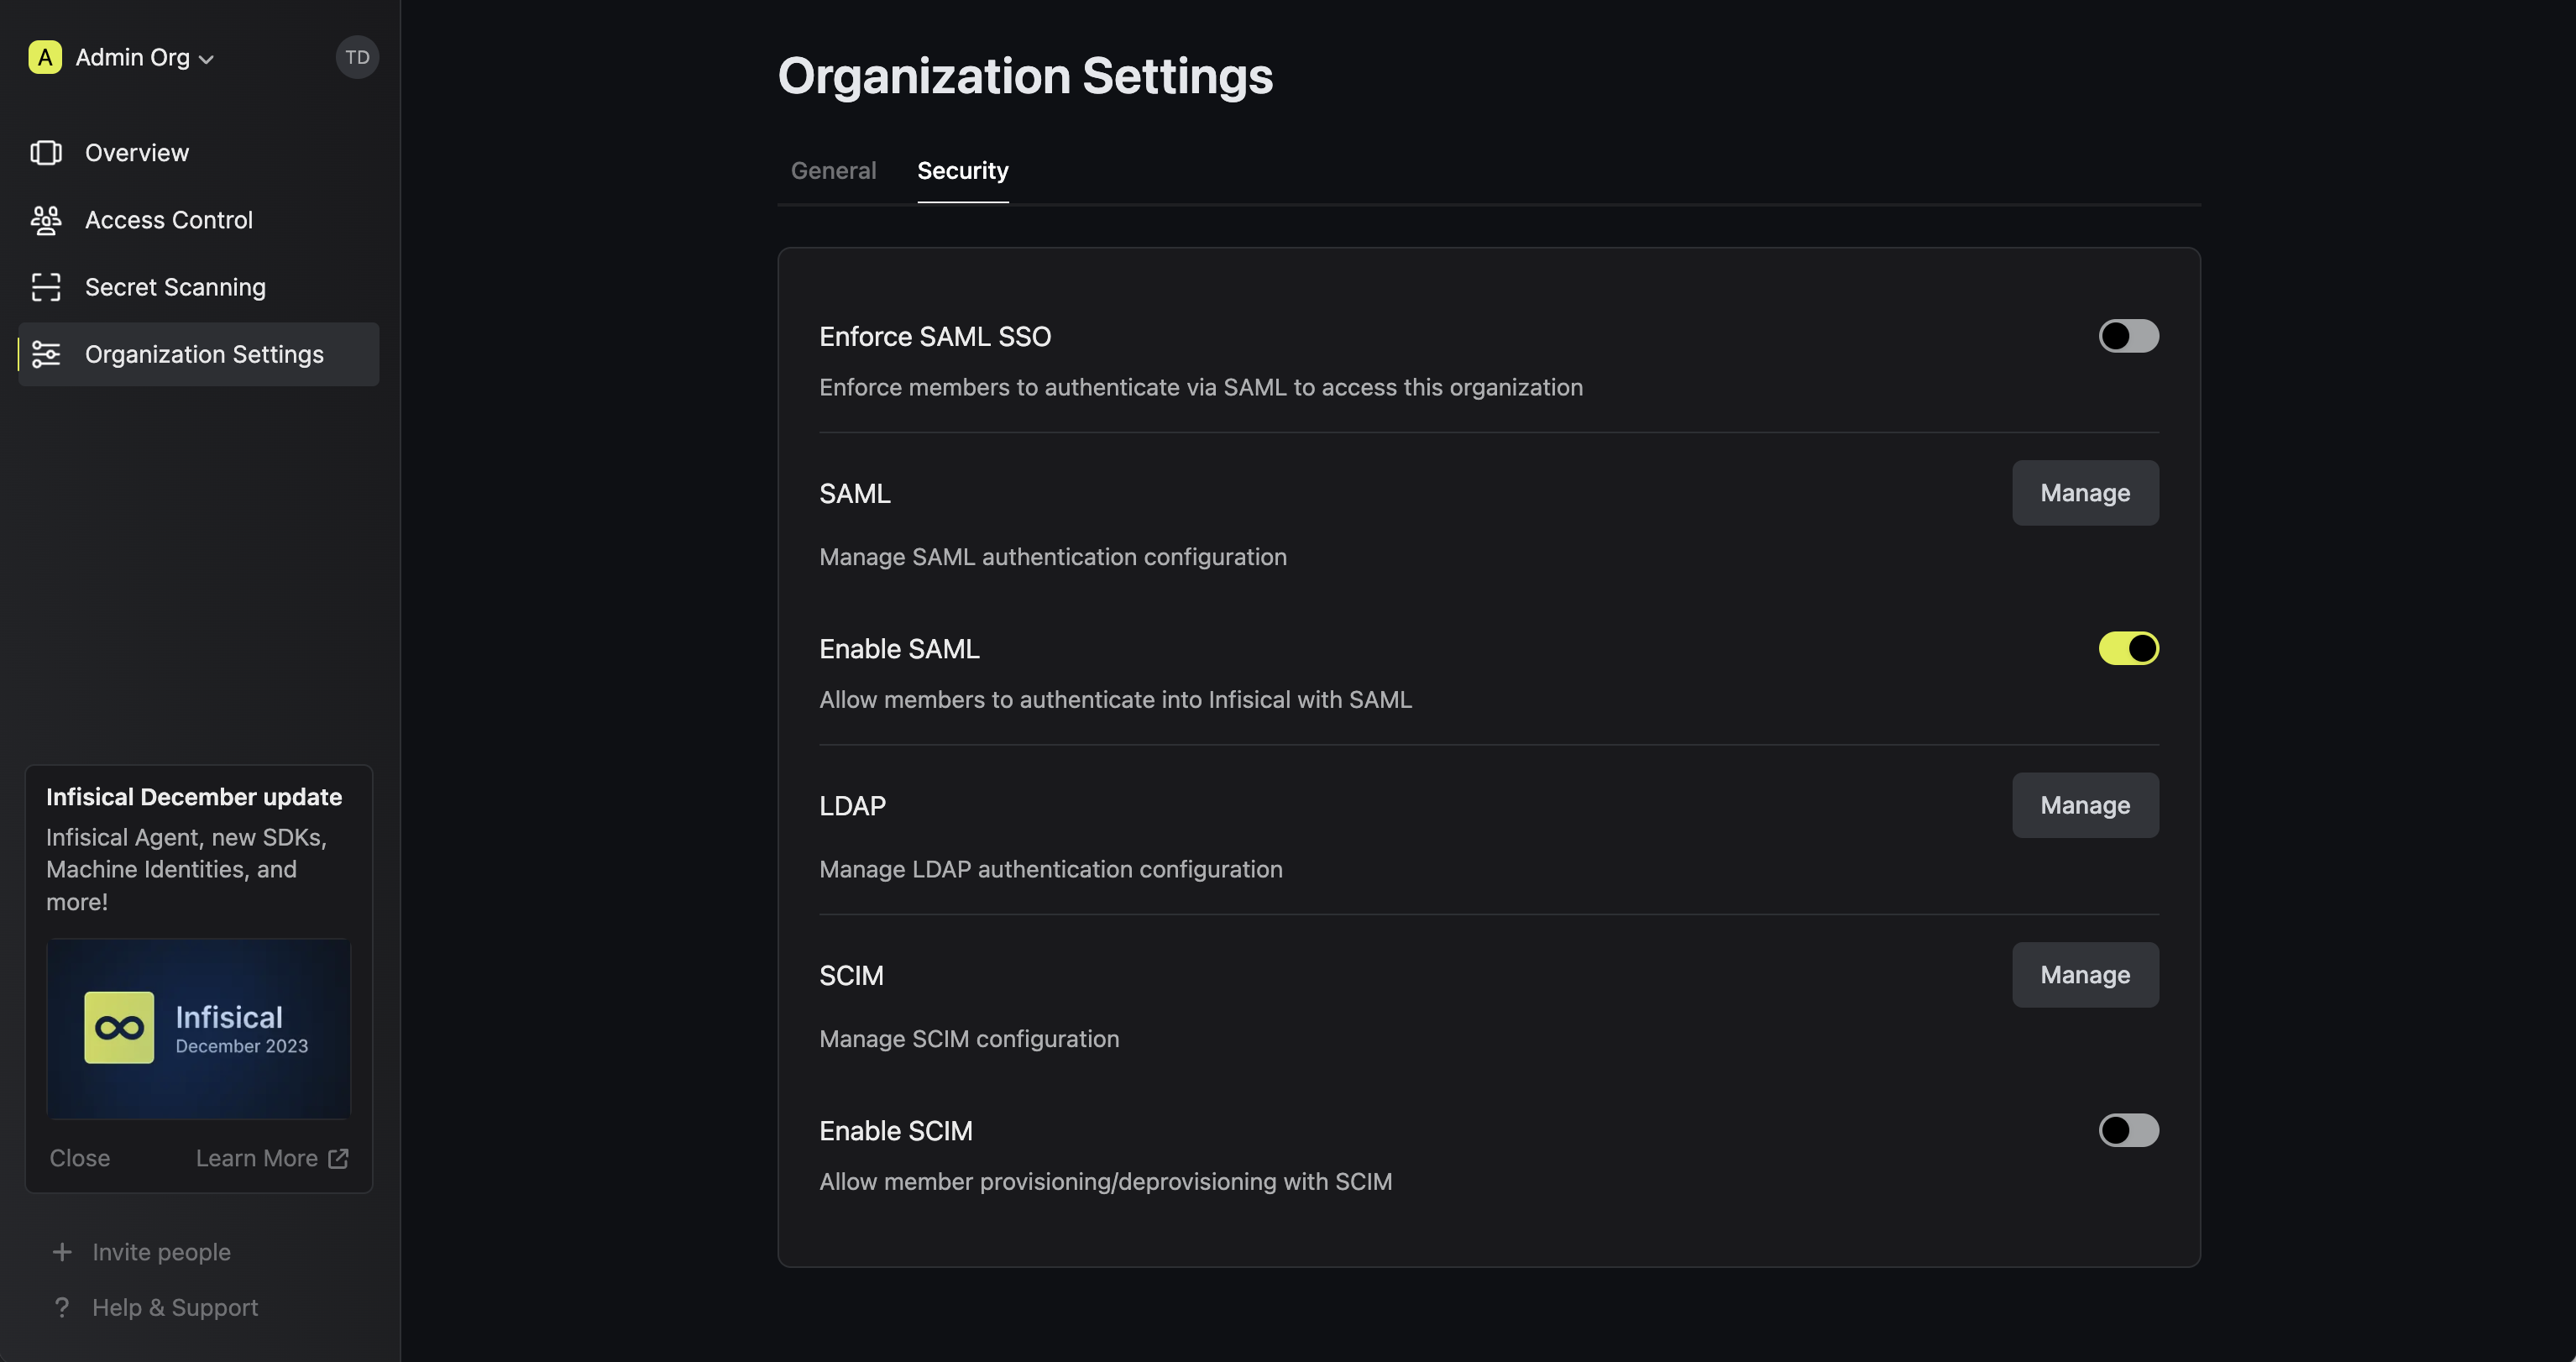 A Admin Org
TD
Overview
Access Control
Secret Scanning
Organization Settings
Infisical December update
Infisical Agent, new SDKs,
Machine Identities, and
more!
Infisical
December 2023
Close
Learn More
+ Invite people
? Help & Support
Organization Settings
General
Security
Enforce SAML SSO
Enforce members to authenticate via SAML to access this organization
SAML
Manage
Manage SAML authentication configuration
Enable SAML
Allow members to authenticate into Infisical with SAML
LDAP
Manage
Manage LDAP authentication configuration
SCIM
Manage
Manage SCIM configuration
Enable SCIM
Allow member provisioning/deprovisioning with SCIM